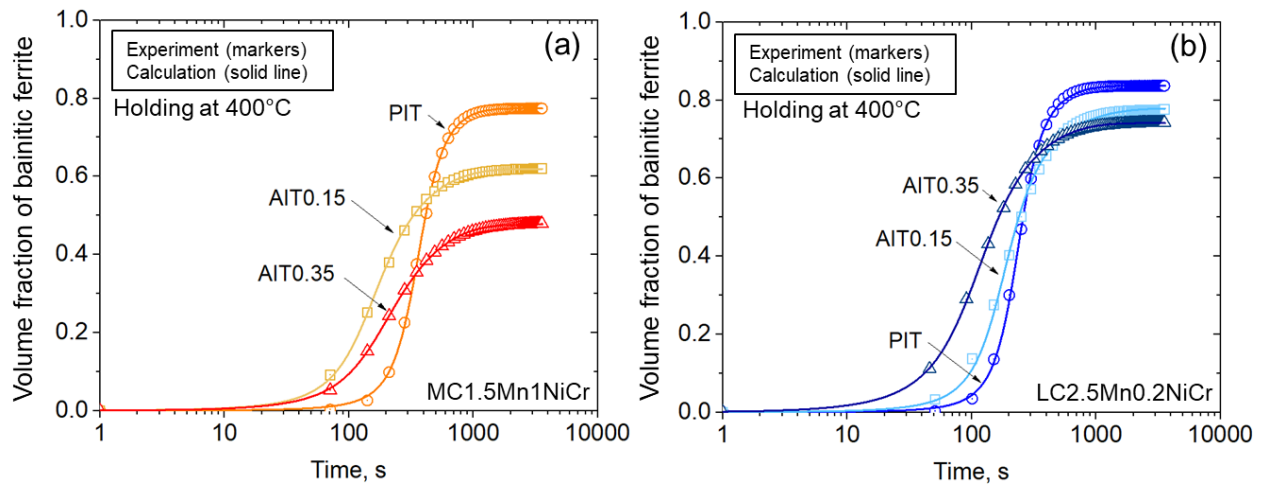 (a)
Experiment (markers)
Calculation (solid line)
Holding at 400°C
PIT
AIT0.15
AIT0.35
MC1.5Mn1NiCr
Volume fraction of bainitic ferrite
1.0
0.8
0.6
0.4
0.2
0.0
1 10 100 1000 10000
Time, s
(b)
Experiment (markers)
Calculation (solid line)
Holding at 400°C
AIT0.35
AIT0.15
PIT
LC2.5Mn0.2NiCr
Volume fraction of bainitic ferrite
1.0
0.8
0.6
0.4
0.2
0.0
1 10 100 1000 10000
Time, s